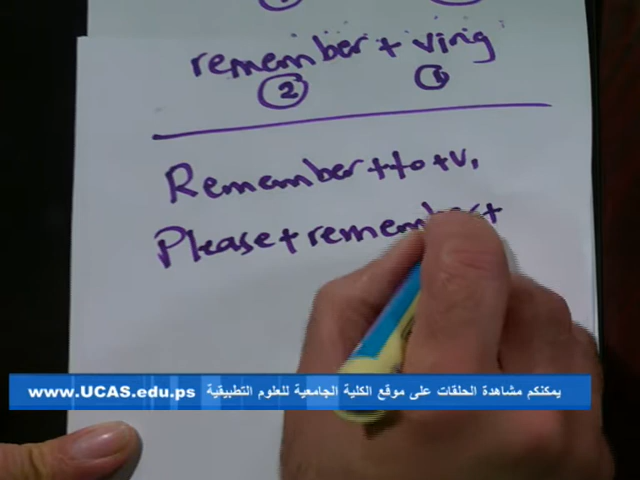 remember + ving
2 1
Remember + to + v1
Please + remember +
www.UCAS.edu.ps يمكنكم مشاهدة الحلقات على موقع الكلية الجامعية للعلوم التطبيقية